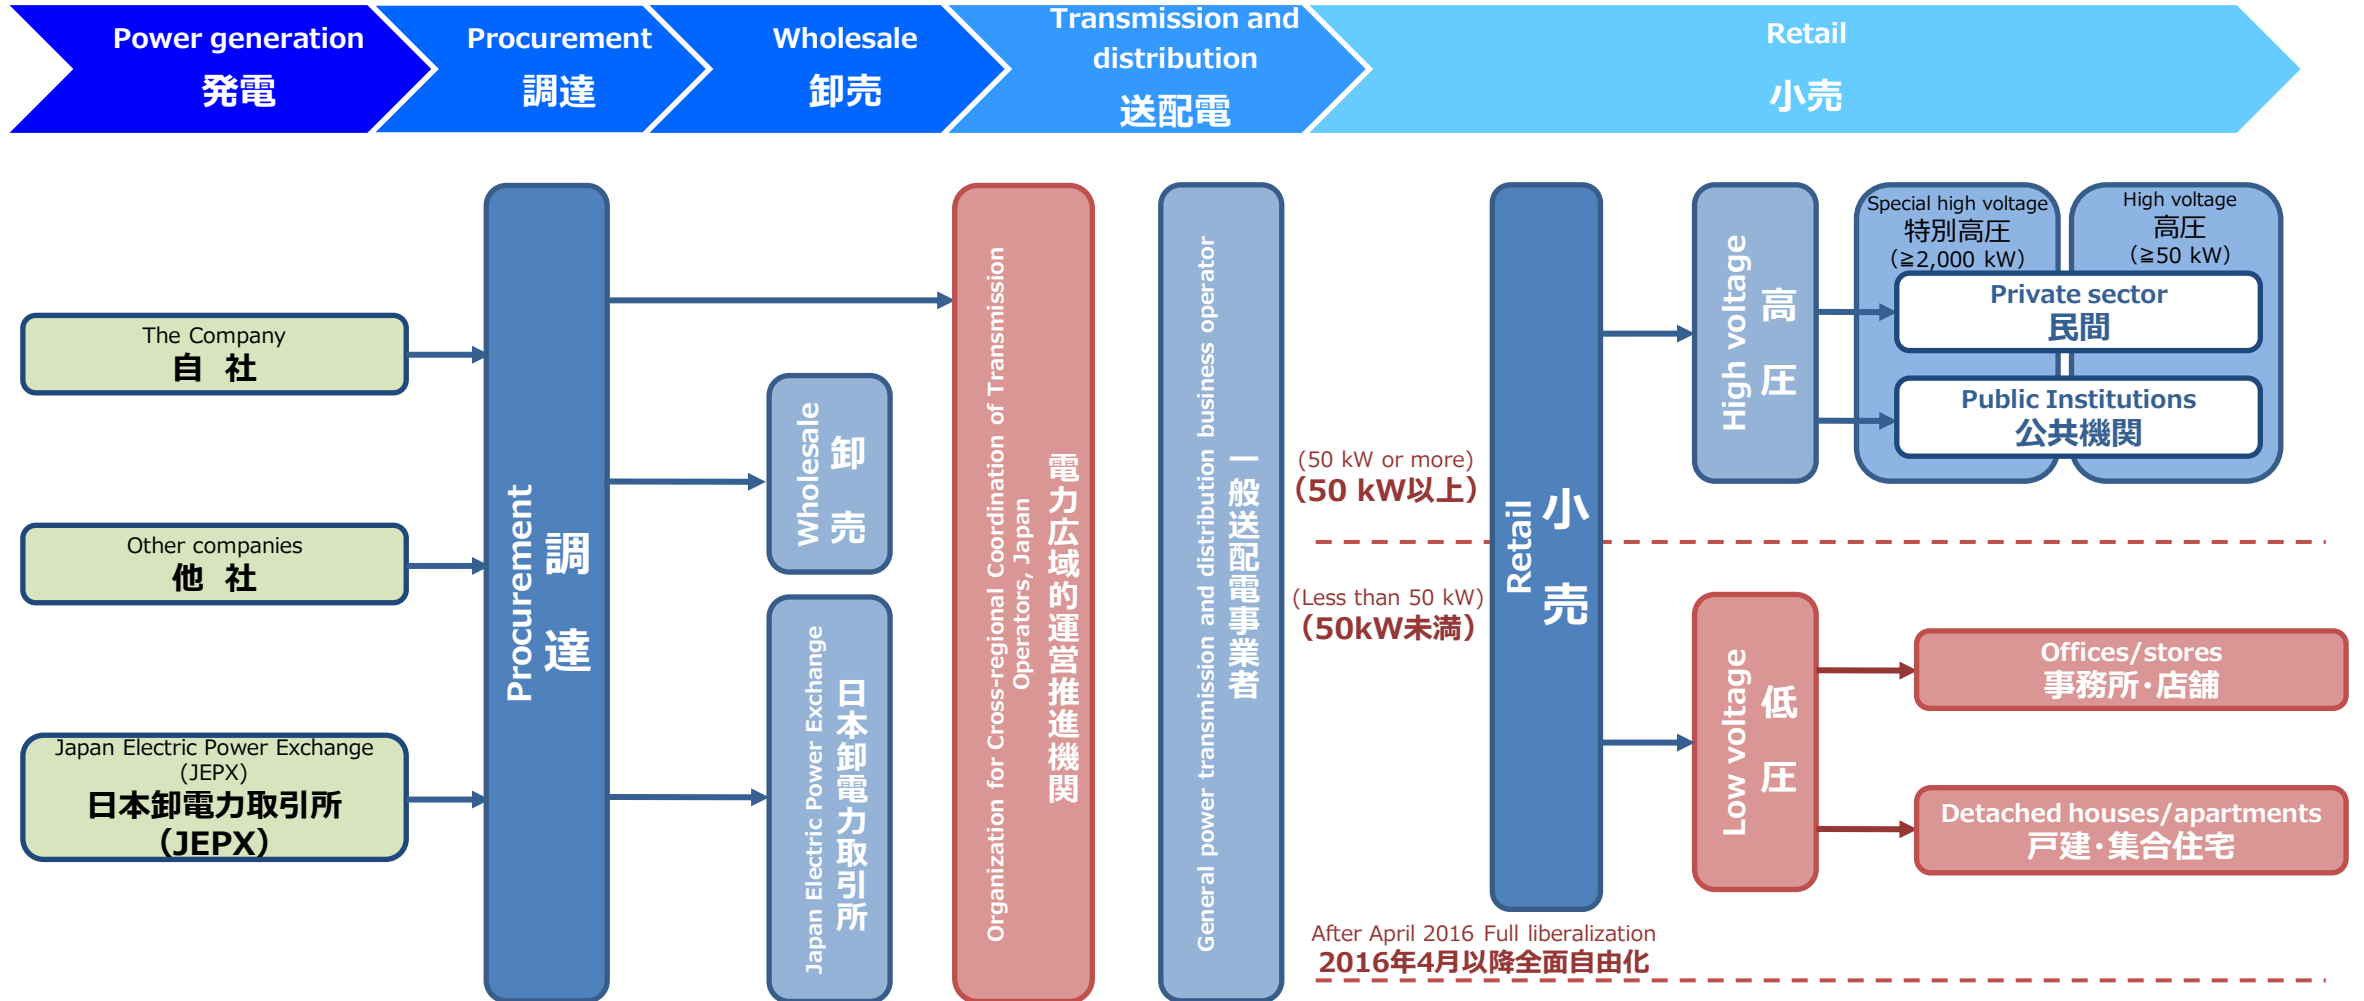 Power generation
発電
Procurement
調達
Wholesale
卸売
Transmission and
distribution
送配電
Retail
小売
The Company
自 社
Other companies
他 社
Japan Electric Power Exchange
(JEPX)
日本卸電力取引所
（JEPX）
Procurement
調達
Wholesale
卸売
Japan Electric Power Exchange
日本卸電力取引所
Organization for Cross-regional Coordination of Transmission
Operators, Japan
電力広域的運営推進機関
General power transmission and distribution business operator
一般送配電事業者
(50 kW or more)
（50 kW以上）
(Less than 50 kW)
（50kW未満）
After April 2016 Full liberalization
2016年4月以降全面自由化
Retail
小売
High voltage
高圧
Special high voltage
特別高圧
（≧2,000 kW）
High voltage
高圧
（≧50 kW）
Private sector
民間
Public Institutions
公共機関
Low voltage
低圧
Offices/stores
事務所･店舗
Detached houses/apartments
戸建･集合住宅